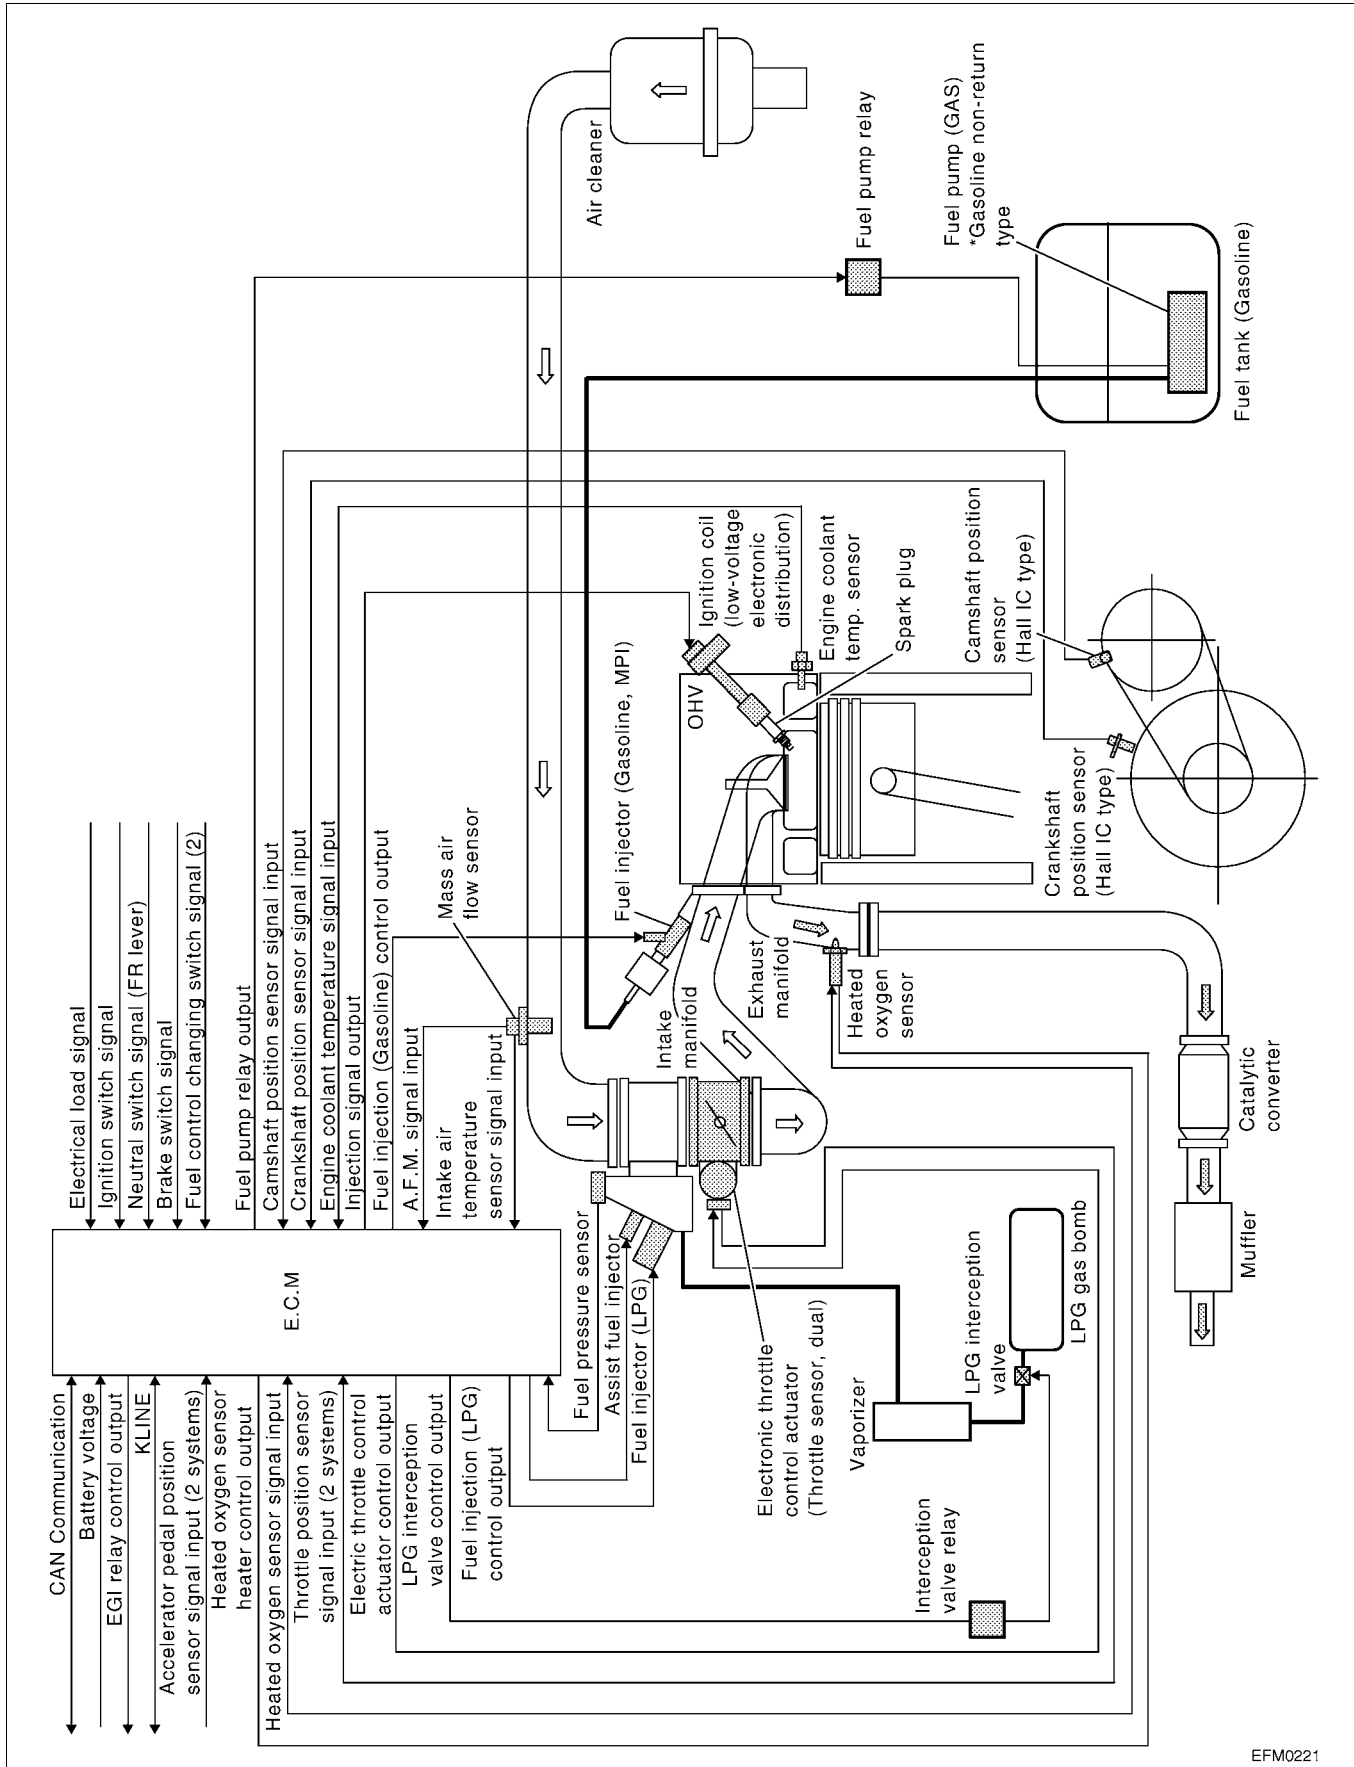 Air cleaner
Fuel pump relay
Fuel pump (GAS)
*Gasoline non-return
type
Fuel tank (Gasoline)
Ignition coil
(low-voltage
electronic
distribution)
Engine coolant
temp. sensor
Spark plug
Camshaft position
sensor
(Hall IC type)
OHV
Fuel injector (Gasoline, MPI)
Crankshaft
position sensor
(Hall IC type)
Mass air
flow sensor
Intake
manifold
Exhaust
manifold
Heated
oxygen
sensor
Catalytic
converter
Muffler
Electrical load signal
Ignition switch signal
Neutral switch signal (FR lever)
Brake switch signal
Fuel control changing switch signal (2)
Fuel pump relay output
Camshaft position sensor signal input
Crankshaft position sensor signal input
Engine coolant temperature signal input
Injection signal output
Fuel injection (Gasoline) control output
A.F.M. signal input
Intake air
temperature
sensor signal input
E.C.M
Fuel pressure sensor
Assist fuel injector
Fuel injector (LPG)
Electronic throttle
control actuator
(Throttle sensor, dual)
Vaporizer
LPG interception
valve
LPG gas bomb
Interception
valve relay
CAN Communication
Battery voltage
EGI relay control output
KLINE
Accelerator pedal position
sensor signal input (2 systems)
Heated oxygen sensor
heater control output
Heated oxygen sensor signal input
Throttle position sensor
signal input (2 systems)
Electric throttle control
actuator control output
LPG interception
valve control output
Fuel injection (LPG)
control output
EFM0221